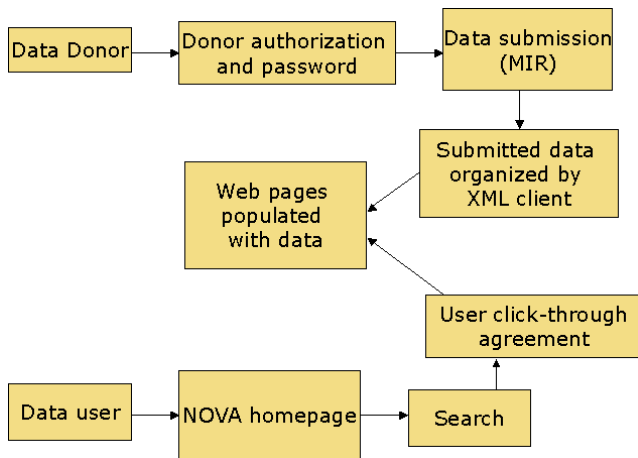 Data Donor
Donor authorization
and password
Data submission
(MIR)
Submitted data
organized by
XML client
Web pages
populated
with data
User click-through
agreement
Data user
NOVA homepage
Search